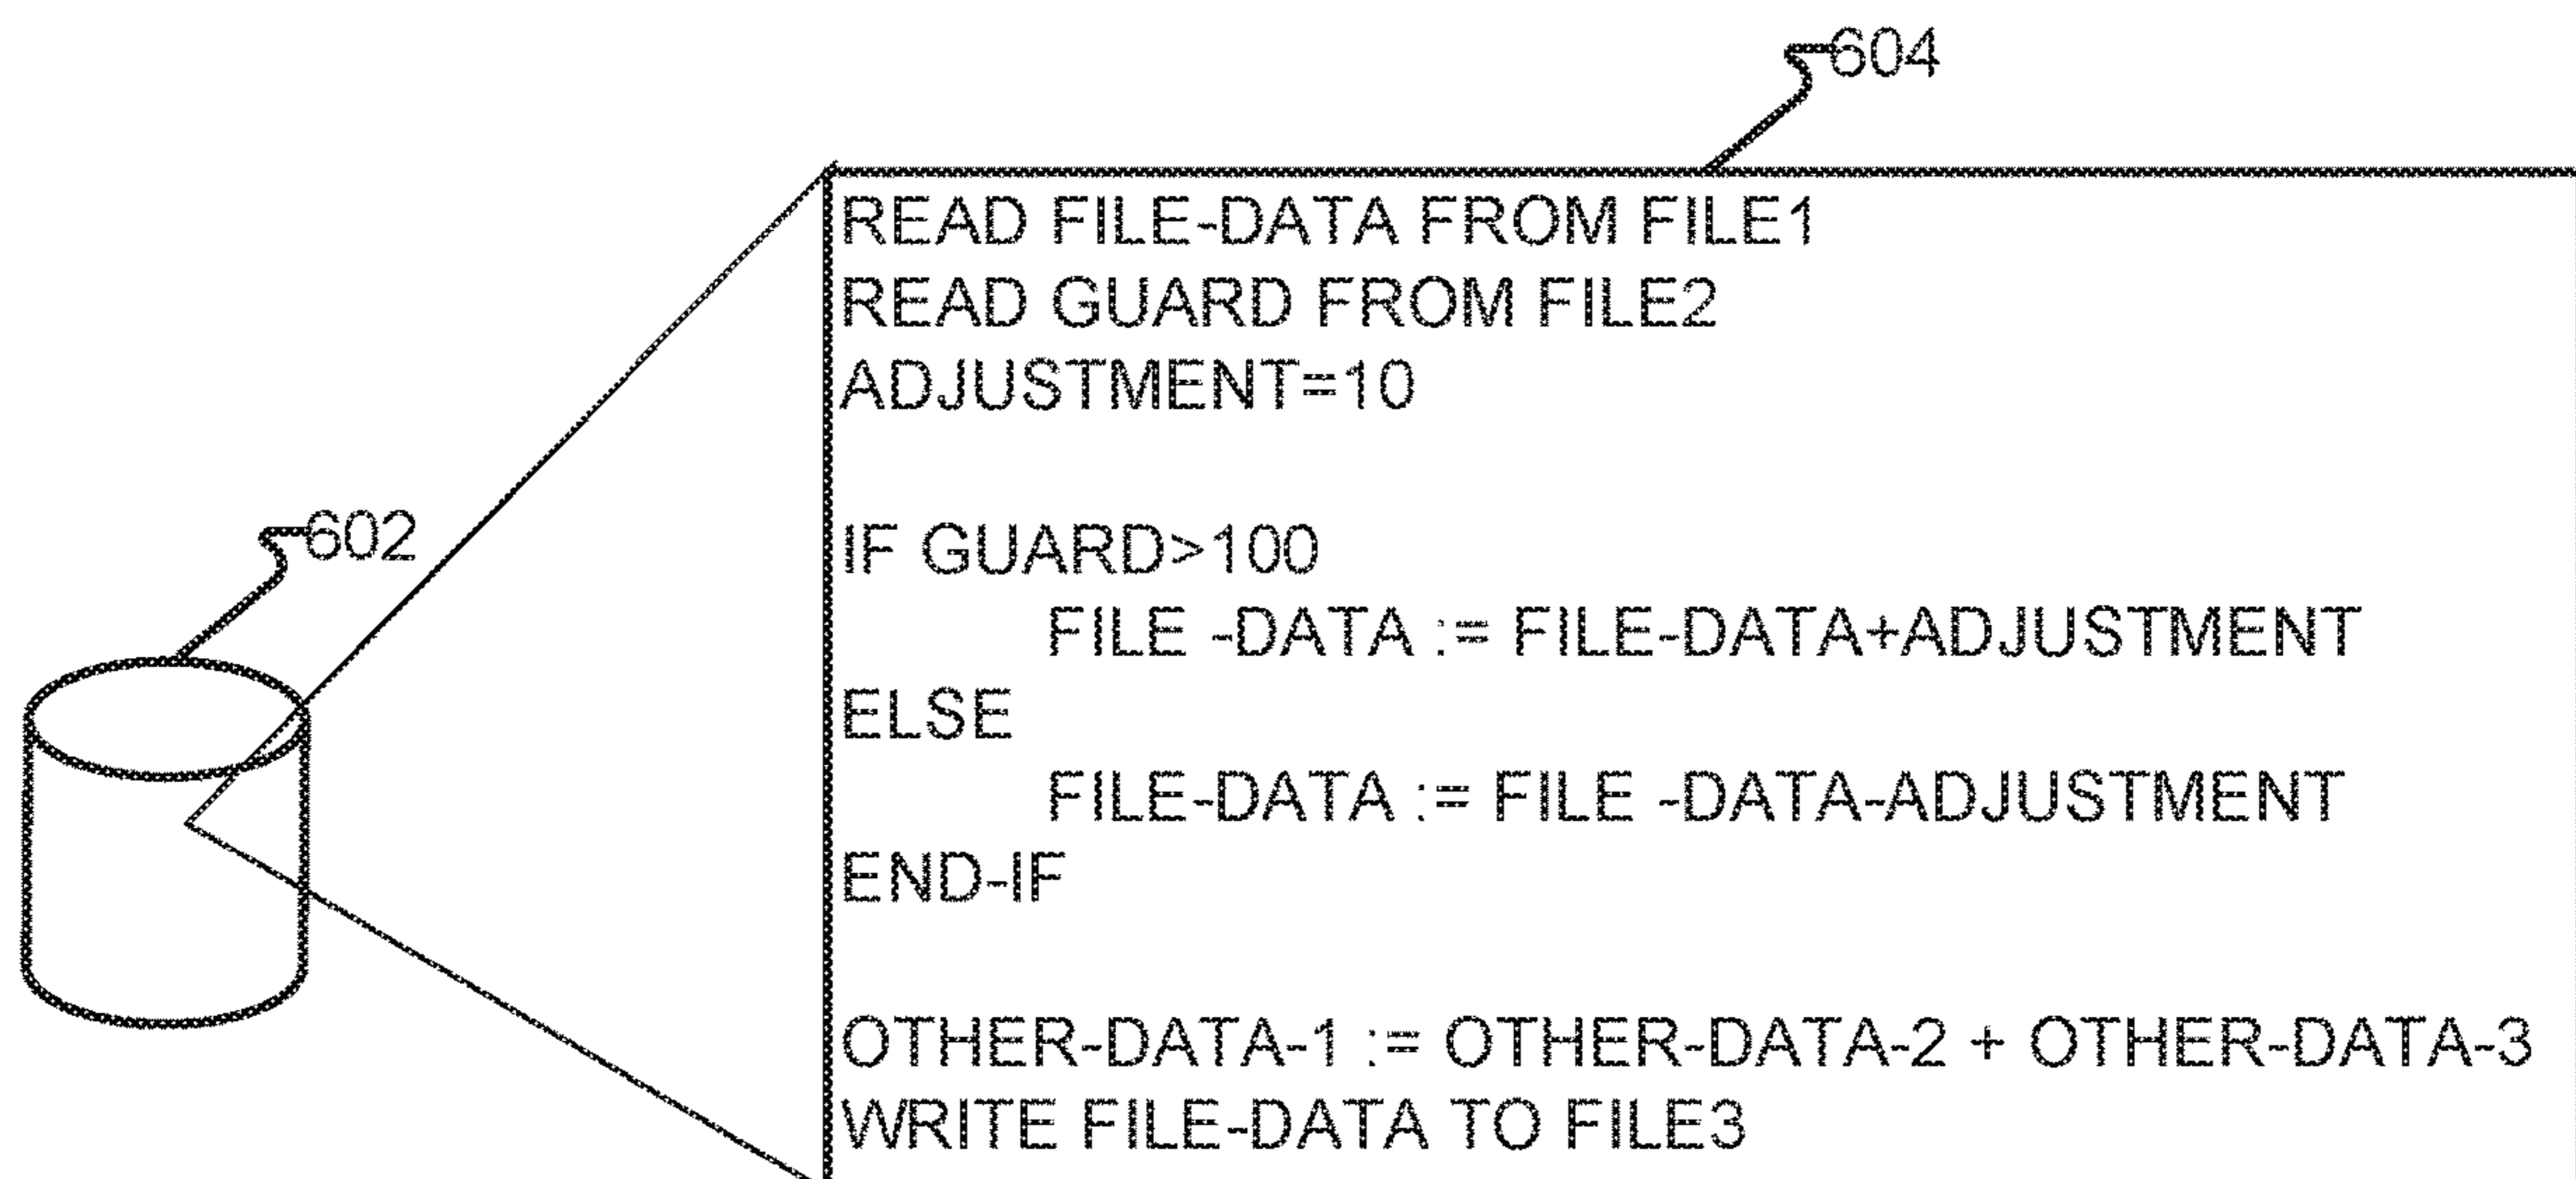 604
READ FILE-DATA FROM FILE1
READ GUARD FROM FILE2
ADJUSTMENT=10
IF GUARD>100
602
FILE -DATA := FILE-DATA+ADJUSTMENT
ELSE
FILE-DATA := FILE -DATA-ADJUSTMENT
END-IF
OTHER-DATA-1 := OTHER-DATA-2 + OTHER-DATA-3
WRITE FILE-DATA TO FILE3